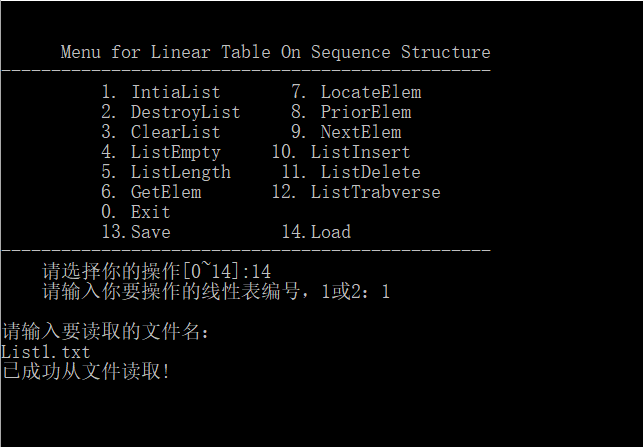 Menu for Linear Table On Sequence Structure
-------------------------------------------------
1. IntiaList 7. LocateElem
2. DestroyList 8. PriorElem
3. ClearList 9. NextElem
4. ListEmpty 10. ListInsert
5. ListLength 11. ListDelete
6. GetElem 12. ListTrabverse
0. Exit
13.Save 14.Load
-------------------------------------------------
请选择你的操作[0~14]:14
请输入你要操作的线性表编号，1或2：1
请输入要读取的文件名：
List1.txt
已成功从文件读取!